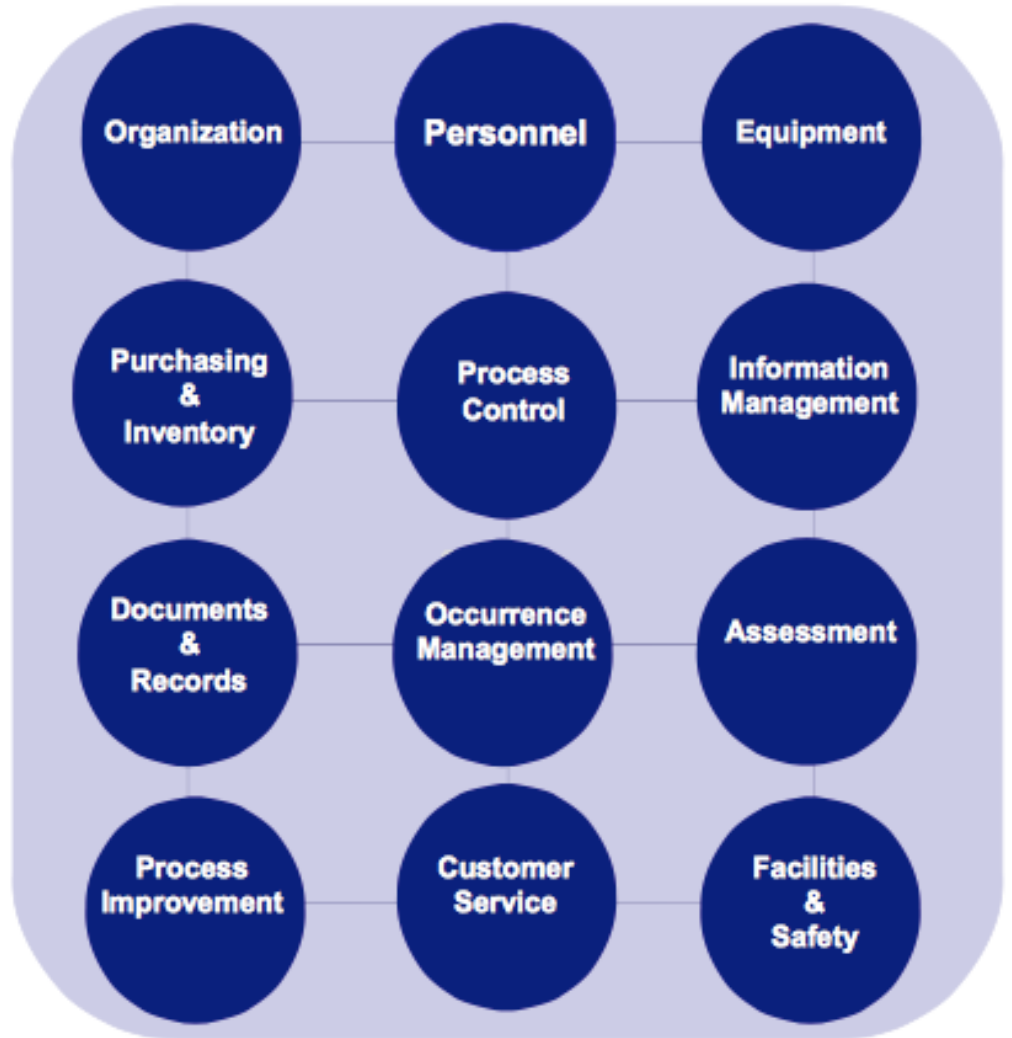 Organization
Personnel
Equipment
Purchasing
&
Inventory
Process
Control
Information
Management
Documents
&
Records
Occurrence
Management
Assessment
Process
Improvement
Customer
Service
Facilities
&
Safety